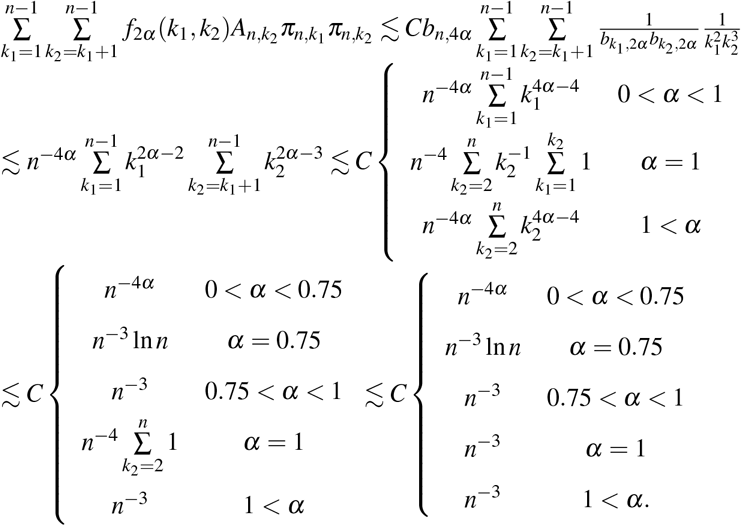 $\sum_{k_1=1}^{n-1} \sum_{k_2=k_1+1}^{n-1} f_{2\alpha}(k_1,k_2) A_{n,k_2} \pi_{n,k_1} \pi_{n,k_2} \lesssim C b_{n,4\alpha} \sum_{k_1=1}^{n-1} \sum_{k_2=k_1+1}^{n-1} \frac{1}{b_{k_1,2\alpha} b_{k_2,2\alpha}} \frac{1}{k_1^2 k_2^3}$
$\lesssim n^{-4\alpha} \sum_{k_1=1}^{n-1} k_1^{2\alpha-2} \sum_{k_2=k_1+1}^{n-1} k_2^{2\alpha-3} \lesssim C \begin{cases} n^{-4\alpha} \sum_{k_1=1}^{n-1} k_1^{4\alpha-4} & 0 < \alpha < 1 \\ n^{-4} \sum_{k_2=2}^{n} k_2^{-1} \sum_{k_1=1}^{k_2} 1 & \alpha = 1 \\ n^{-4\alpha} \sum_{k_2=2}^{n} k_2^{4\alpha-4} & 1 < \alpha \end{cases}$
$\lesssim C \begin{cases} n^{-4\alpha} & 0 < \alpha < 0.75 \\ n^{-3} \ln n & \alpha = 0.75 \\ n^{-3} & 0.75 < \alpha < 1 \\ n^{-4} \sum_{k_2=2}^{n} 1 & \alpha = 1 \\ n^{-3} & 1 < \alpha \end{cases} \lesssim C \begin{cases} n^{-4\alpha} & 0 < \alpha < 0.75 \\ n^{-3} \ln n & \alpha = 0.75 \\ n^{-3} & 0.75 < \alpha < 1 \\ n^{-3} & \alpha = 1 \\ n^{-3} & 1 < \alpha. \end{cases}$